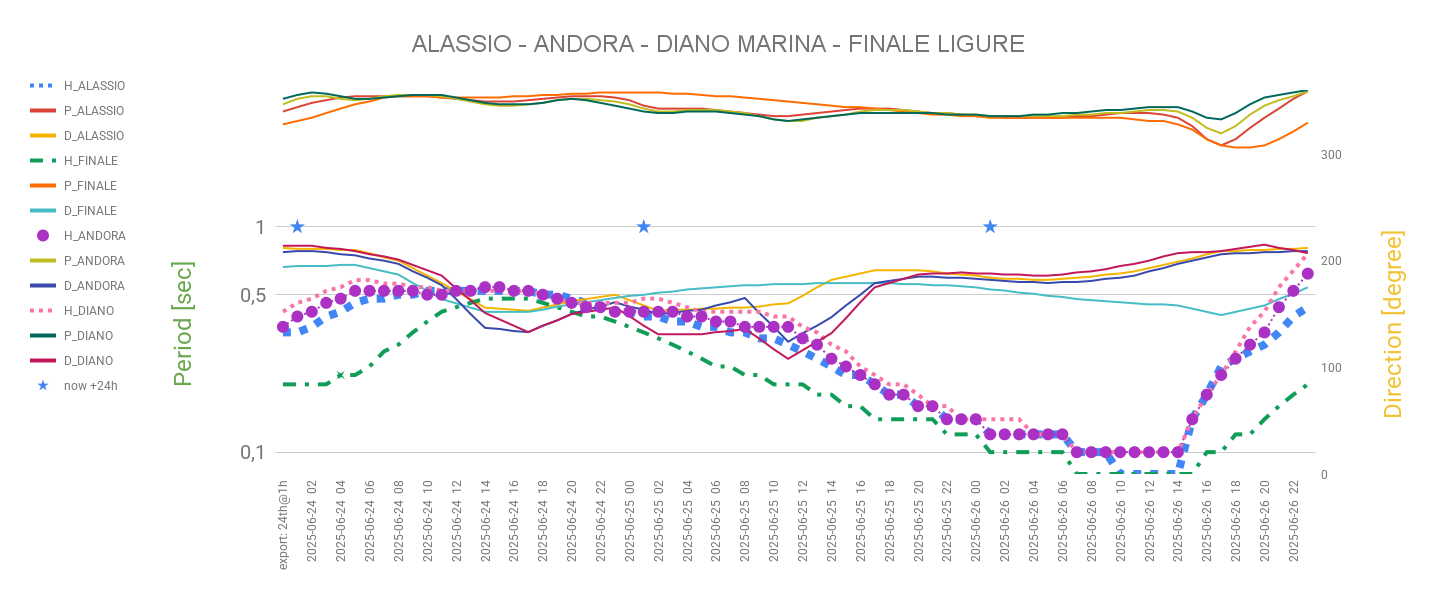 ALASSIO - ANDORA - DIANO MARINA - FINALE LIGURE
H_ALASSIO
P_ALASSIO
D_ALASSIO
H_FINALE
P_FINALE
D_FINALE
H_ANDORA
P_ANDORA
D_ANDORA
H_DIANO
P_DIANO
D_DIANO
now +24h
Period [sec]
1
0,5
0,1
300
200
100
0
Direction [degree]
export: 24th@1h
2025-06-24 02
2025-06-24 04
2025-06-24 06
2025-06-24 08
2025-06-24 10
2025-06-24 12
2025-06-24 14
2025-06-24 16
2025-06-24 18
2025-06-24 20
2025-06-24 22
2025-06-25 00
2025-06-25 02
2025-06-25 04
2025-06-25 06
2025-06-25 08
2025-06-25 10
2025-06-25 12
2025-06-25 14
2025-06-25 16
2025-06-25 18
2025-06-25 20
2025-06-25 22
2025-06-26 00
2025-06-26 02
2025-06-26 04
2025-06-26 06
2025-06-26 08
2025-06-26 10
2025-06-26 12
2025-06-26 14
2025-06-26 16
2025-06-26 18
2025-06-26 20
2025-06-26 22